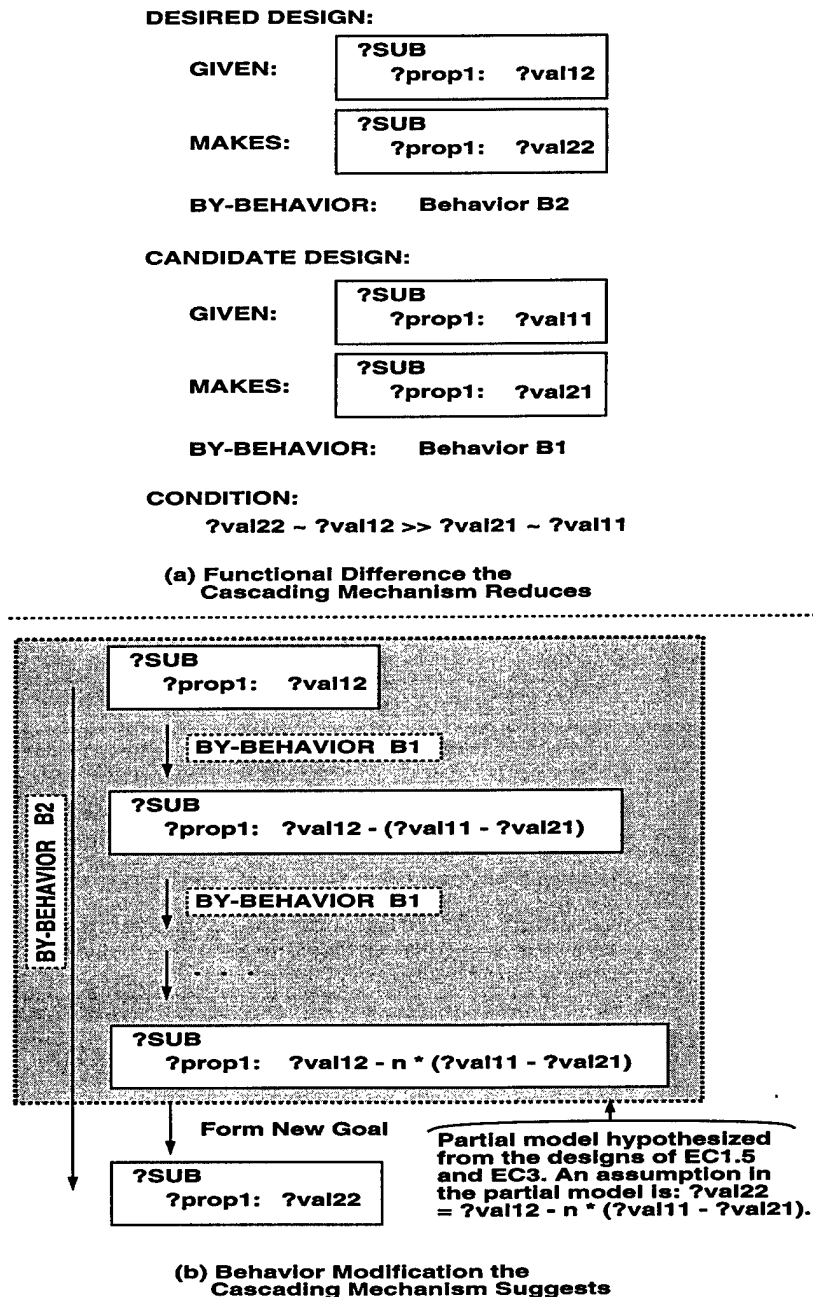 DESIRED DESIGN:
GIVEN:
?SUB
?prop1: ?val12
MAKES:
?SUB
?prop1: ?val22
BY-BEHAVIOR: Behavior B2
CANDIDATE DESIGN:
GIVEN:
?SUB
?prop1: ?val11
MAKES:
?SUB
?prop1: ?val21
BY-BEHAVIOR: Behavior B1
CONDITION:
?val22 ~ ?val12 >> ?val21 ~ ?val11
(a) Functional Difference the
Cascading Mechanism Reduces
?SUB
?prop1: ?val12
BY-BEHAVIOR B1
?SUB
?prop1: ?val12 - (?val11 - ?val21)
BY-BEHAVIOR B1
- - - -
?SUB
?prop1: ?val12 - n * (?val11 - ?val21)
BY-BEHAVIOR B2
Form New Goal
?SUB
?prop1: ?val22
Partial model hypothesized
from the designs of EC1.5
and EC3. An assumption in
the partial model is: ?val22
= ?val12 - n * (?val11 - ?val21).
(b) Behavior Modification the
Cascading Mechanism Suggests